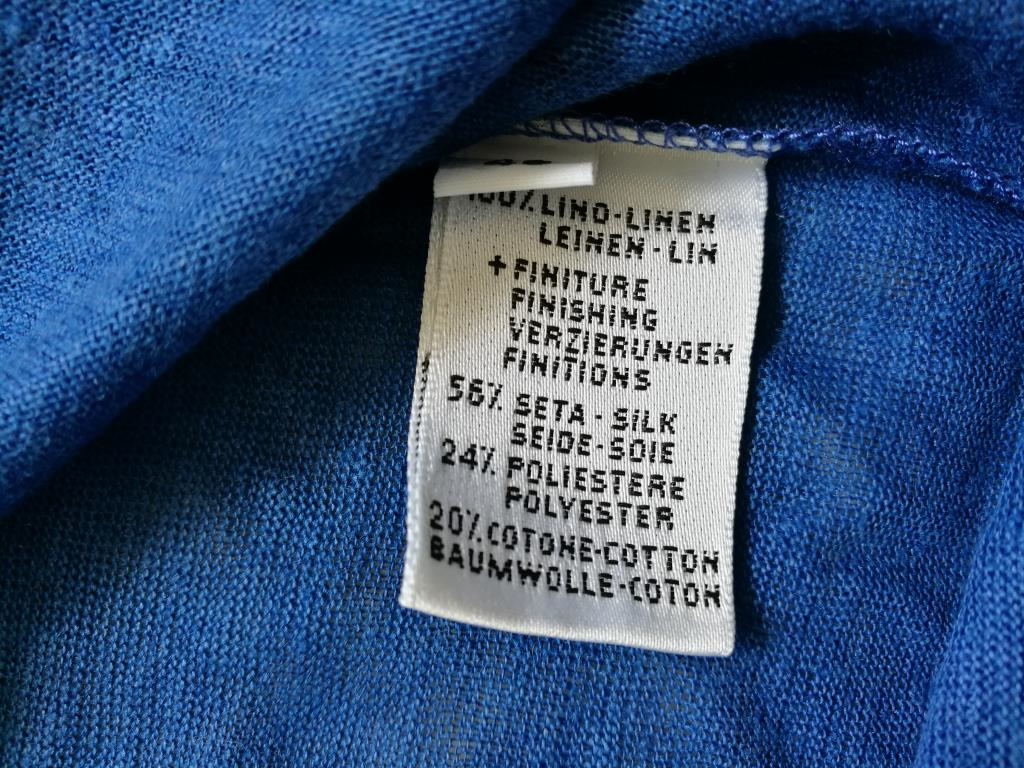 100% LINO-LINEN
LEINEN-LIN
+ FINITURE
FINISHING
VERZIERUNGEN
FINITIONS
56% SETA - SILK
SEIDE-SOIE
24% POLIESTERE
POLYESTER
20% COTONE-COTTON
BAUMWOLLE-COTON